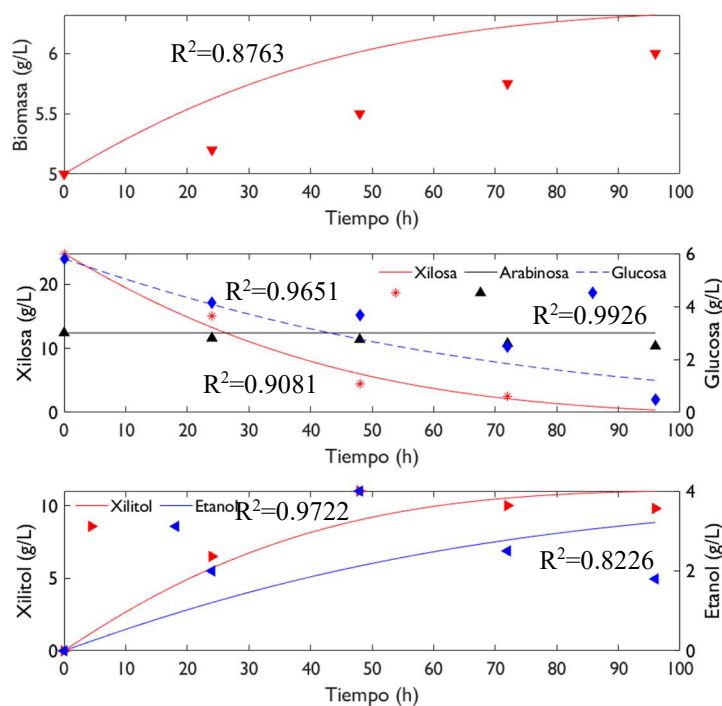 R²=0.8763
Biomasa (g/L)
6
5.5
5
0 10 20 30 40 50 60 70 80 90 100
Tiempo (h)
Xilosa Arabinosa Glucosa
R²=0.9651
R²=0.9926
R²=0.9081
Xilosa (g/L)
20
10
0
Glucosa (g/L)
6
4
2
0
0 10 20 30 40 50 60 70 80 90 100
Tiempo (h)
Xilitol Etanol
R²=0.9722
R²=0.8226
Xilitol (g/L)
10
5
0
Etanol (g/L)
4
2
0
0 10 20 30 40 50 60 70 80 90 100
Tiempo (h)